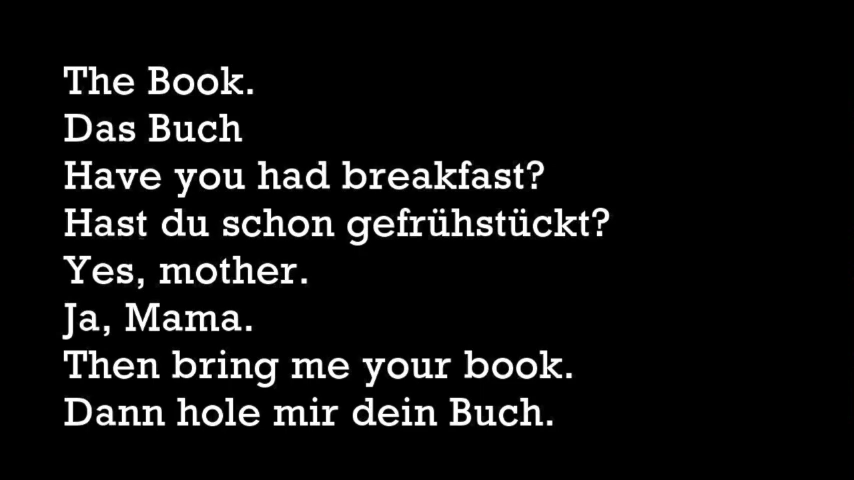 The Book.
Das Buch
Have you had breakfast?
Hast du schon gefrühstückt?
Yes, mother.
Ja, Mama.
Then bring me your book.
Dann hole mir dein Buch.